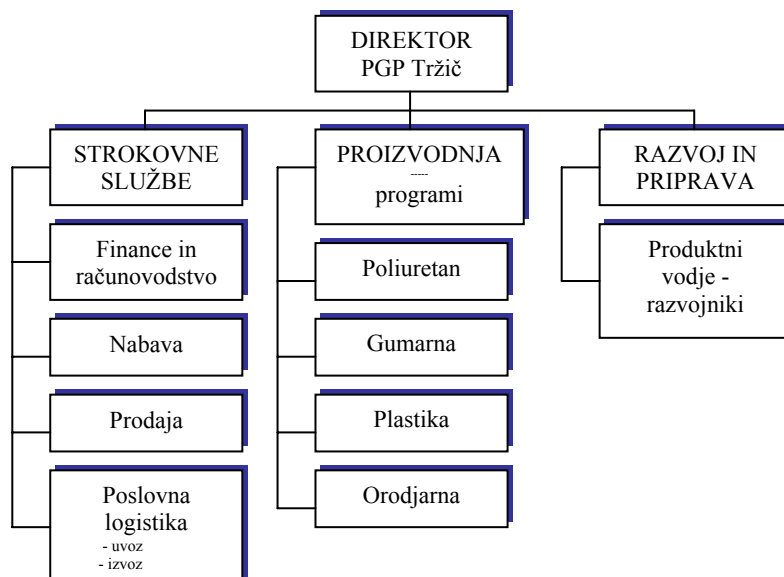 DIREKTOR
PGP Tržič
STROKOVNE
SLUŽBE
Finance in
računovodstvo
Nabava
Prodaja
Poslovna
logistika
- uvoz
- izvoz
PROIZVODNJA
-----
programi
Poliuretan
Gumarna
Plastika
Orodjarna
RAZVOJ IN
PRIPRAVA
Produktni
vodje -
razvojniki